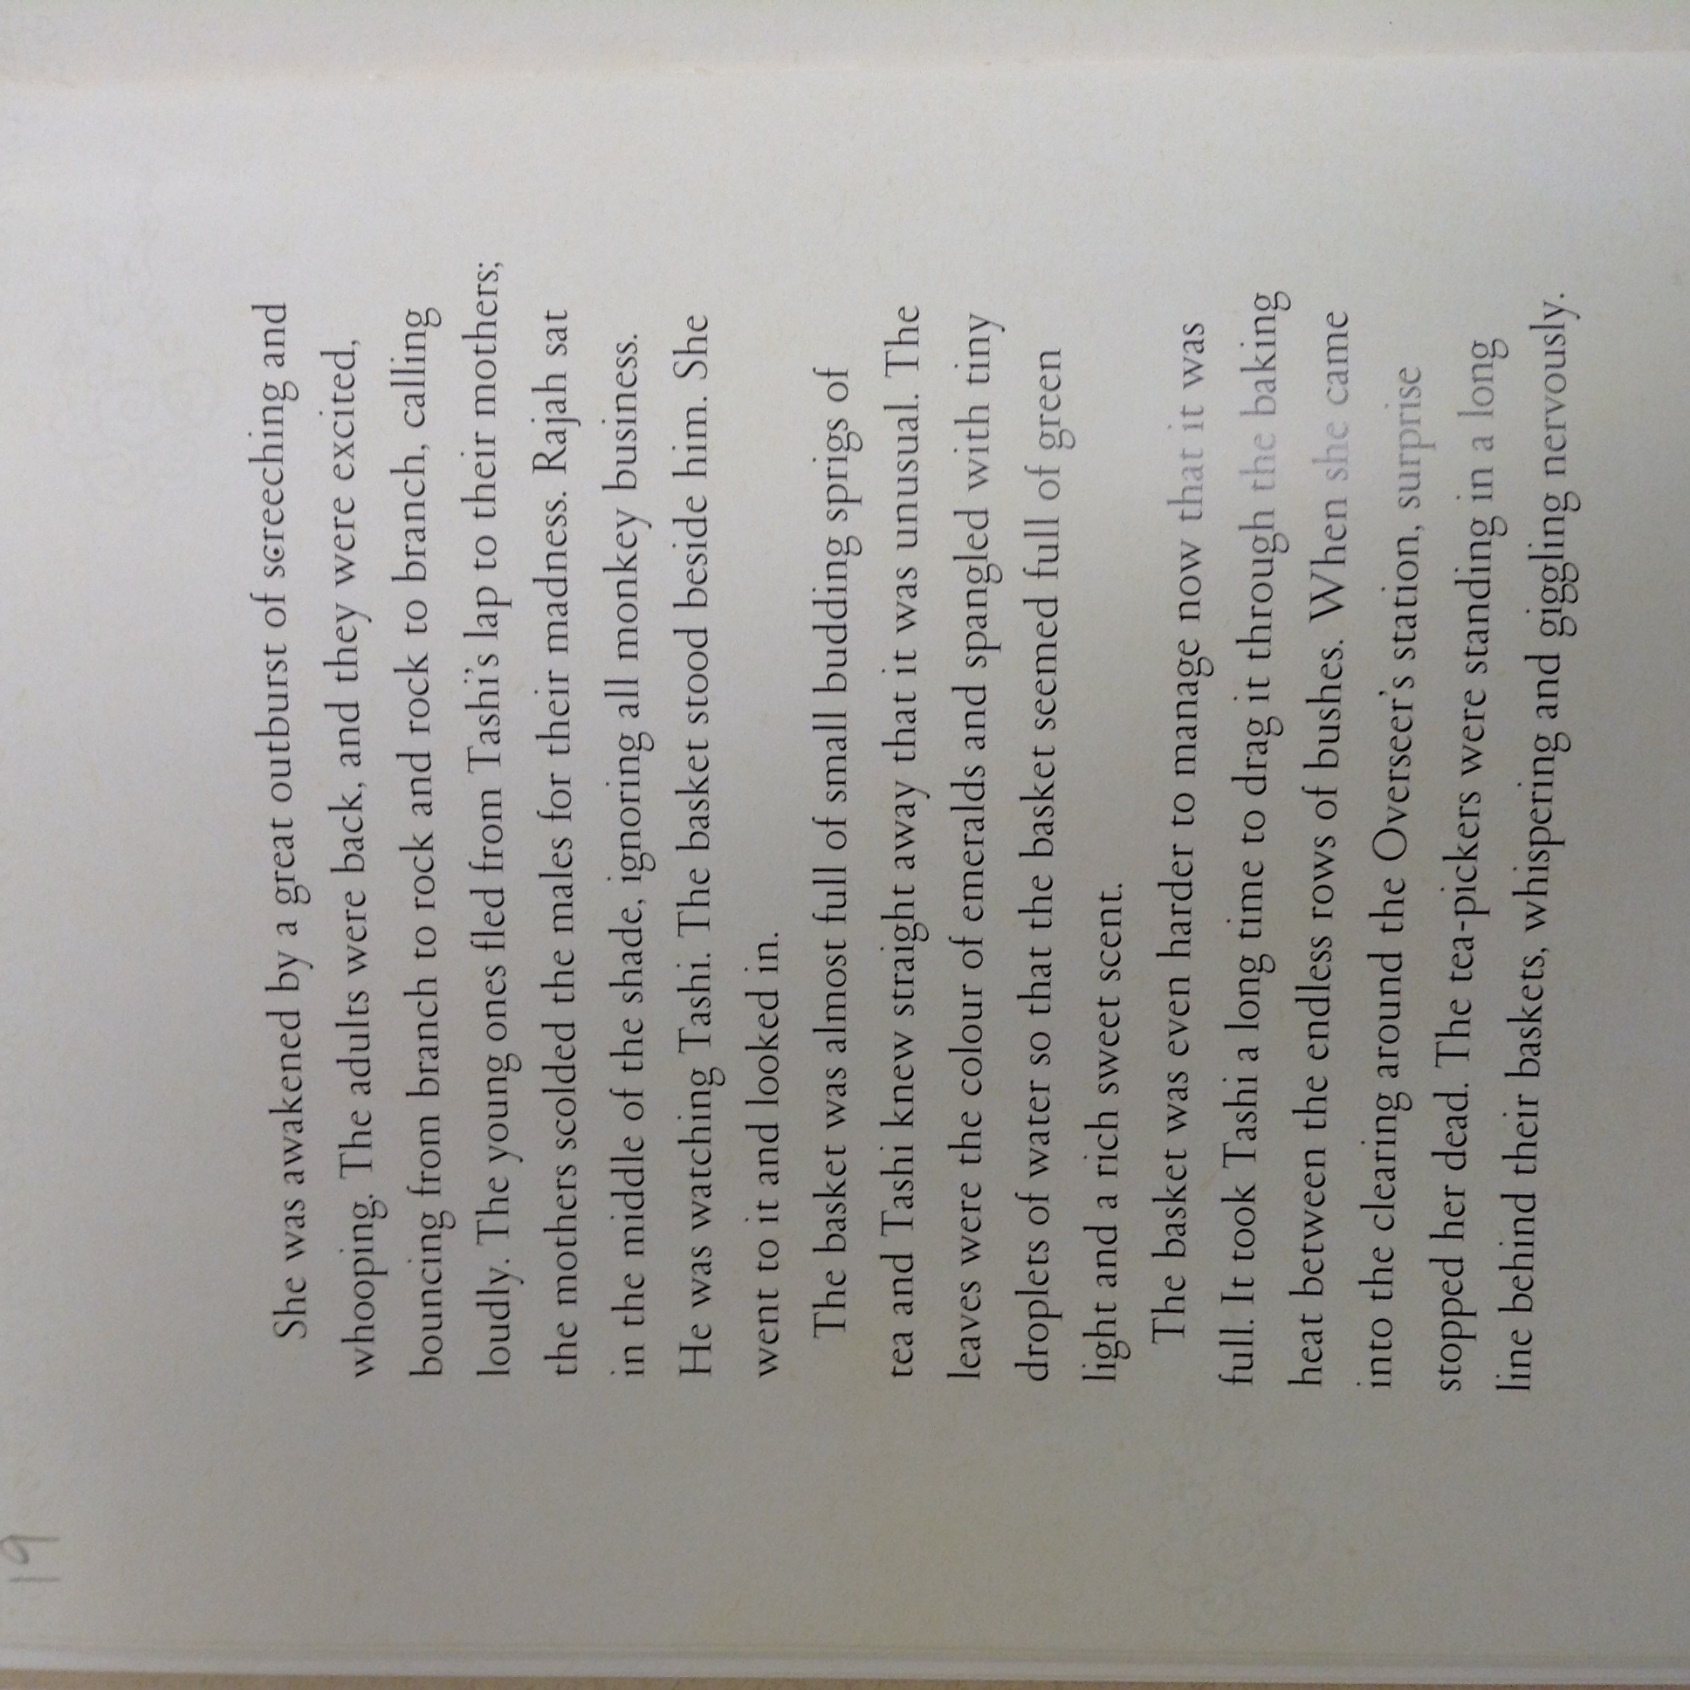 19
She was awakened by a great outburst of screeching and
whooping. The adults were back, and they were excited,
bouncing from branch to rock and rock to branch, calling
loudly. The young ones fled from Tashi's lap to their mothers;
the mothers scolded the males for their madness. Rajah sat
in the middle of the shade, ignoring all monkey business.
He was watching Tashi. The basket stood beside him. She
went to it and looked in.
The basket was almost full of small budding sprigs of
tea and Tashi knew straight away that it was unusual. The
leaves were the colour of emeralds and spangled with tiny
droplets of water so that the basket seemed full of green
light and a rich sweet scent.
The basket was even harder to manage now that it was
full. It took Tashi a long time to drag it through the baking
heat between the endless rows of bushes. When she came
into the clearing around the Overseer's station, surprise
stopped her dead. The tea-pickers were standing in a long
line behind their baskets, whispering and giggling nervously.